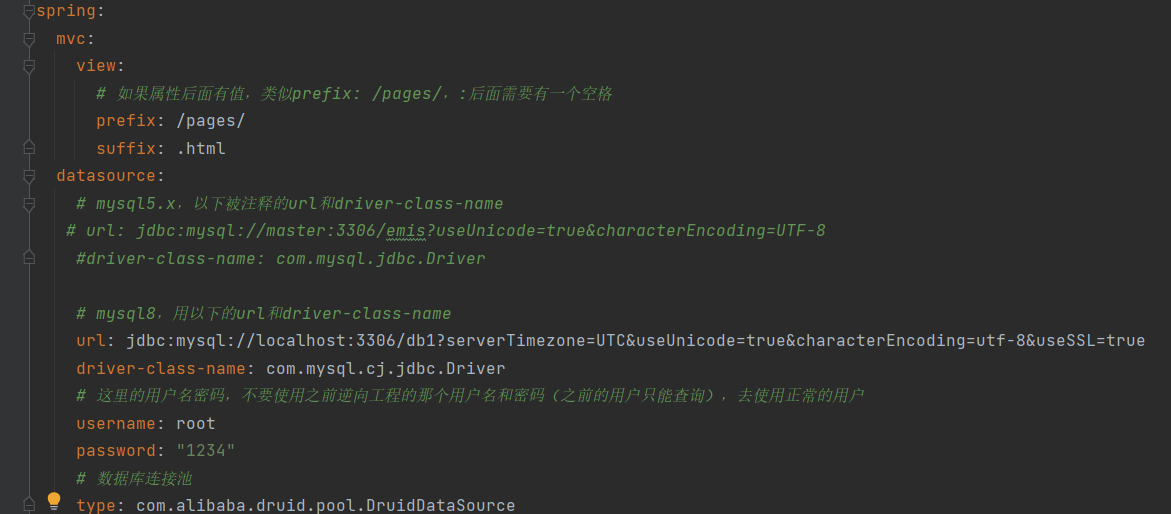 spring:
mvc:
view:
# 如果属性后面有值，类似prefix: /pages/，:后面需要有一个空格
prefix: /pages/
suffix: .html
datasource:
# mysql5.x，以下被注释的url和driver-class-name
# url: jdbc:mysql://master:3306/emis?useUnicode=true&characterEncoding=UTF-8
#driver-class-name: com.mysql.jdbc.Driver
# mysql8，用以下的url和driver-class-name
url: jdbc:mysql://localhost:3306/db1?serverTimezone=UTC&useUnicode=true&characterEncoding=utf-8&useSSL=true
driver-class-name: com.mysql.cj.jdbc.Driver
# 这里的用户名密码，不要使用之前逆向工程的那个用户名和密码（之前的用户只能查询），去使用正常的用户
username: root
password: "1234"
# 数据库连接池
type: com.alibaba.druid.pool.DruidDataSource